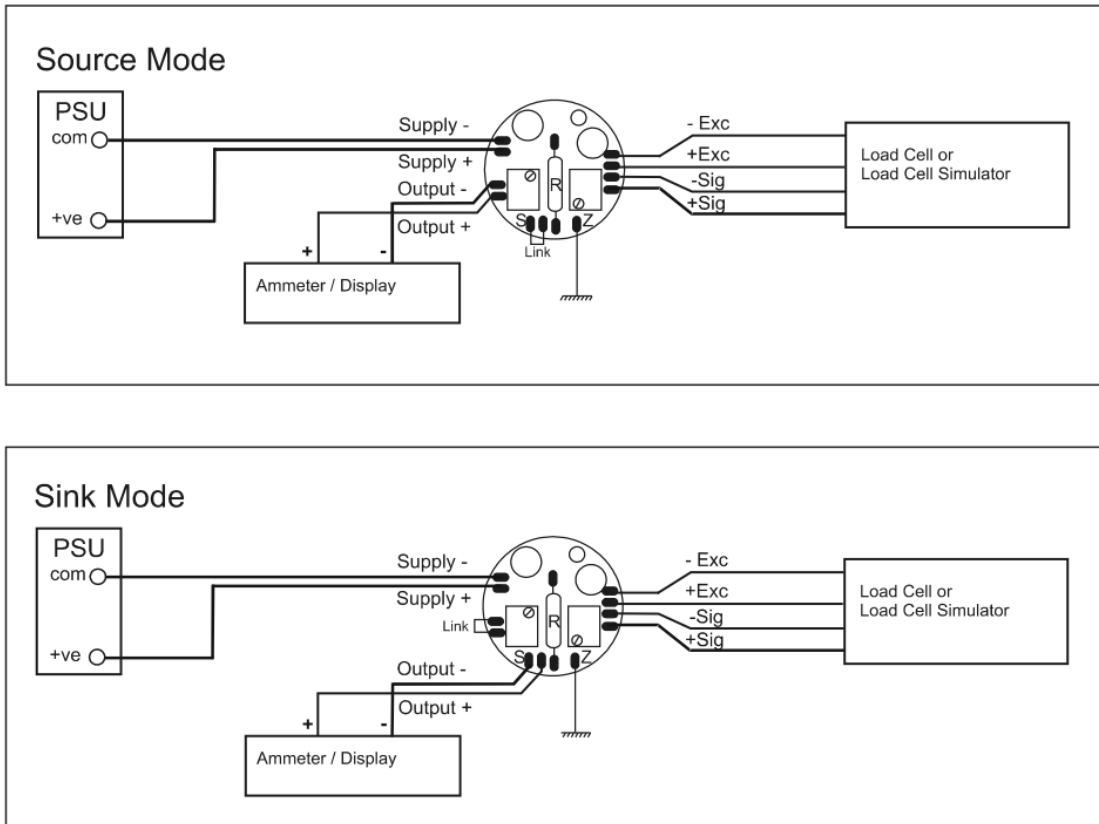 Source Mode
PSU
com
+ve
Supply -
Supply +
Output -
Output +
+ -
Ammeter / Display
R
S Z
Link
- Exc
+Exc
-Sig
+Sig
Load Cell or
Load Cell Simulator
Sink Mode
PSU
com
+ve
Supply -
Supply +
Link
Output -
Output +
+ -
Ammeter / Display
R
S Z
- Exc
+Exc
-Sig
+Sig
Load Cell or
Load Cell Simulator